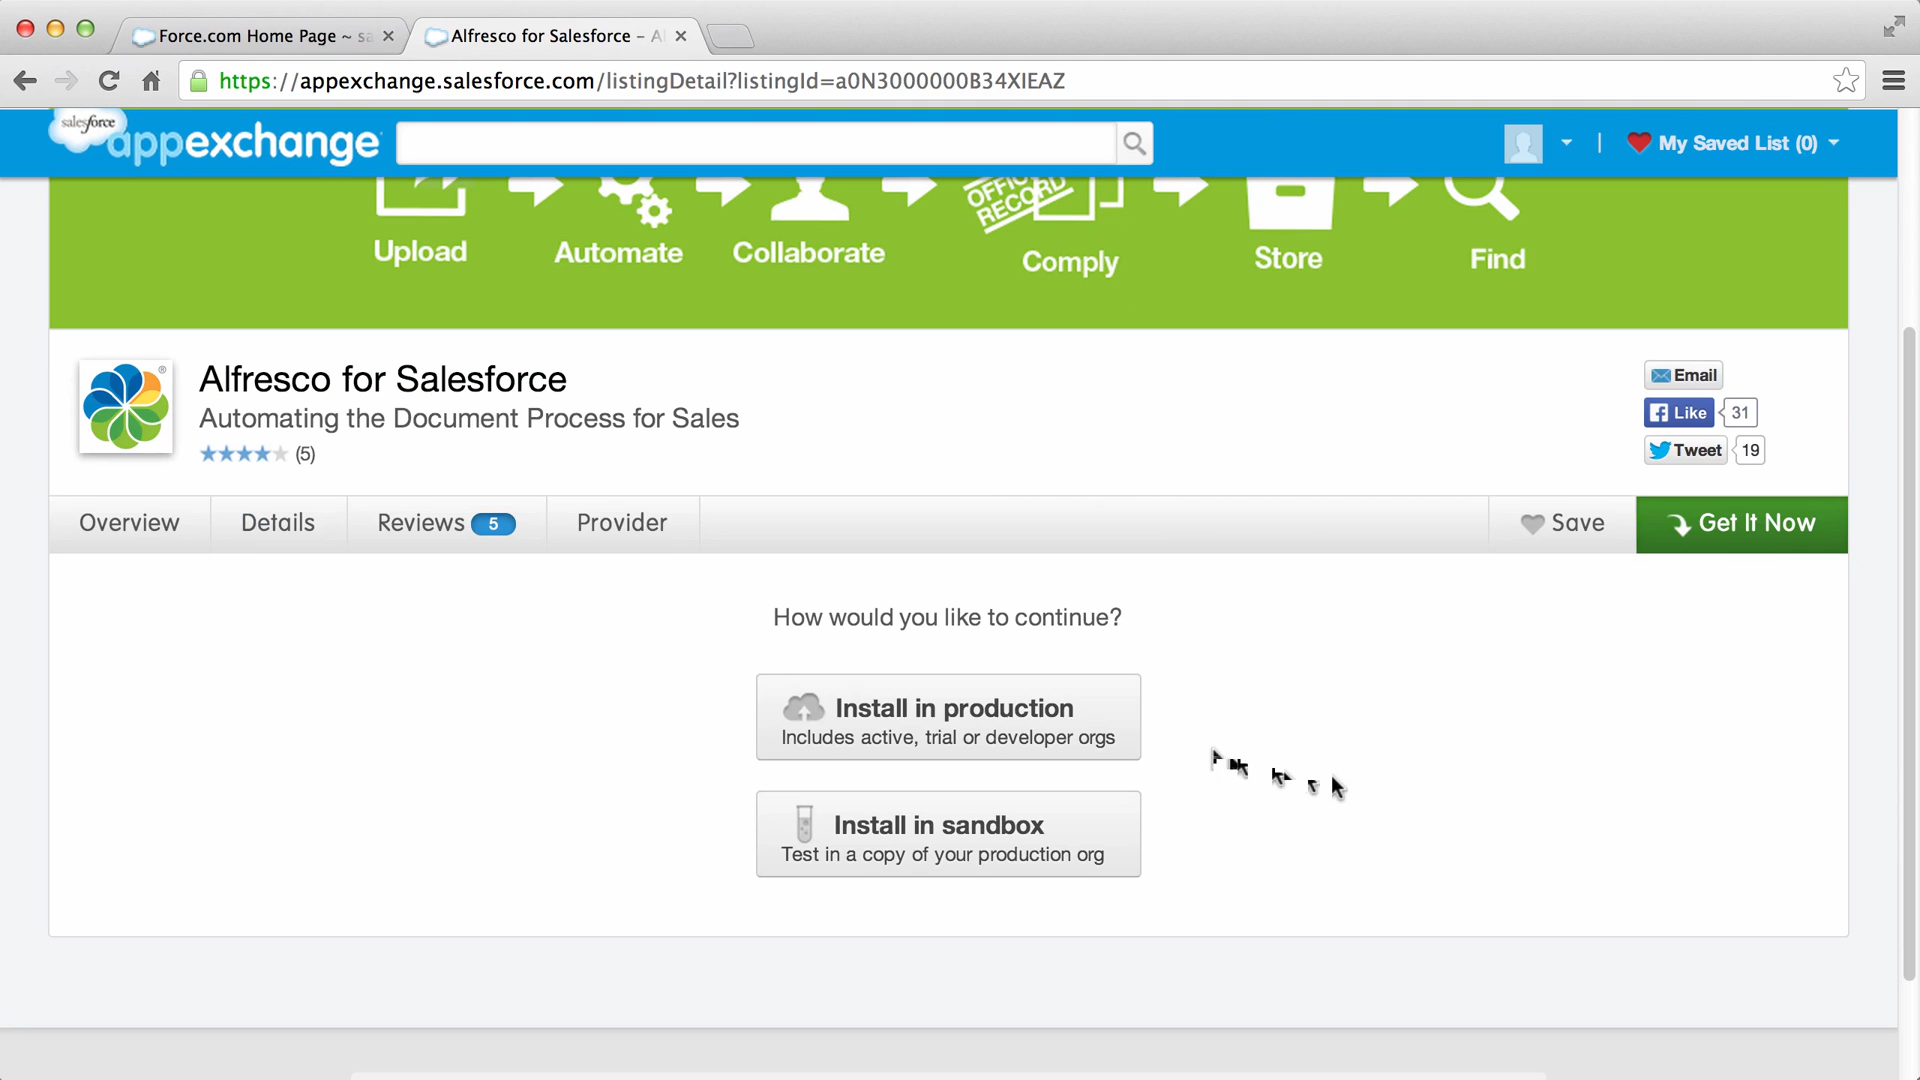 Force.com Home Page ~ sa
Alfresco for Salesforce – Al
https://appexchange.salesforce.com/listingDetail?listingId=a0N3000000B34XIEAZ
salesforce
appexchange
My Saved List (0)
OFFICIAL
RECORD
Upload
Automate
Collaborate
Comply
Store
Find
Alfresco for Salesforce
Automating the Document Process for Sales
(5)
Email
Like 31
Tweet 19
Overview
Details
Reviews 5
Provider
Save
Get It Now
How would you like to continue?
Install in production
Includes active, trial or developer orgs
Install in sandbox
Test in a copy of your production org